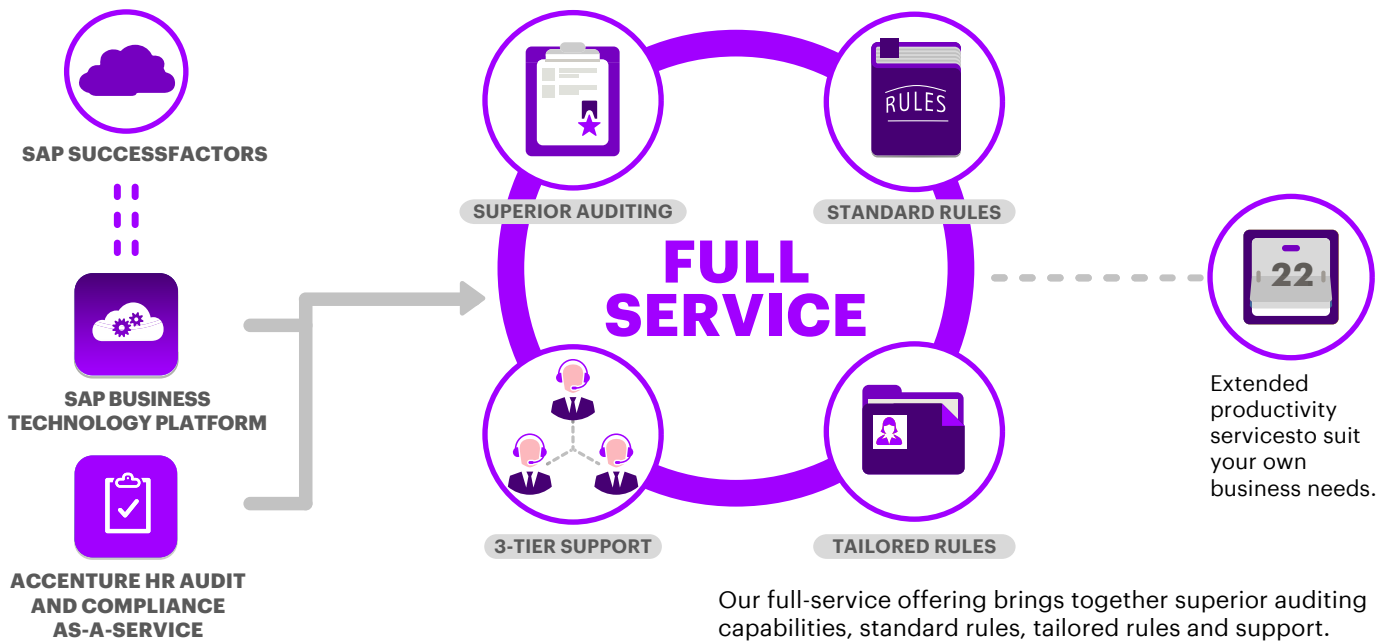 SAP SUCCESSFACTORS
SAP BUSINESS
TECHNOLOGY PLATFORM
ACCENTURE HR AUDIT
AND COMPLIANCE
AS-A-SERVICE
SUPERIOR AUDITING
RULES
STANDARD RULES
FULL
SERVICE
3-TIER SUPPORT
TAILORED RULES
22
Extended
productivity
servicesto suit
your own
business needs.
Our full-service offering brings together superior auditing
capabilities, standard rules, tailored rules and support.